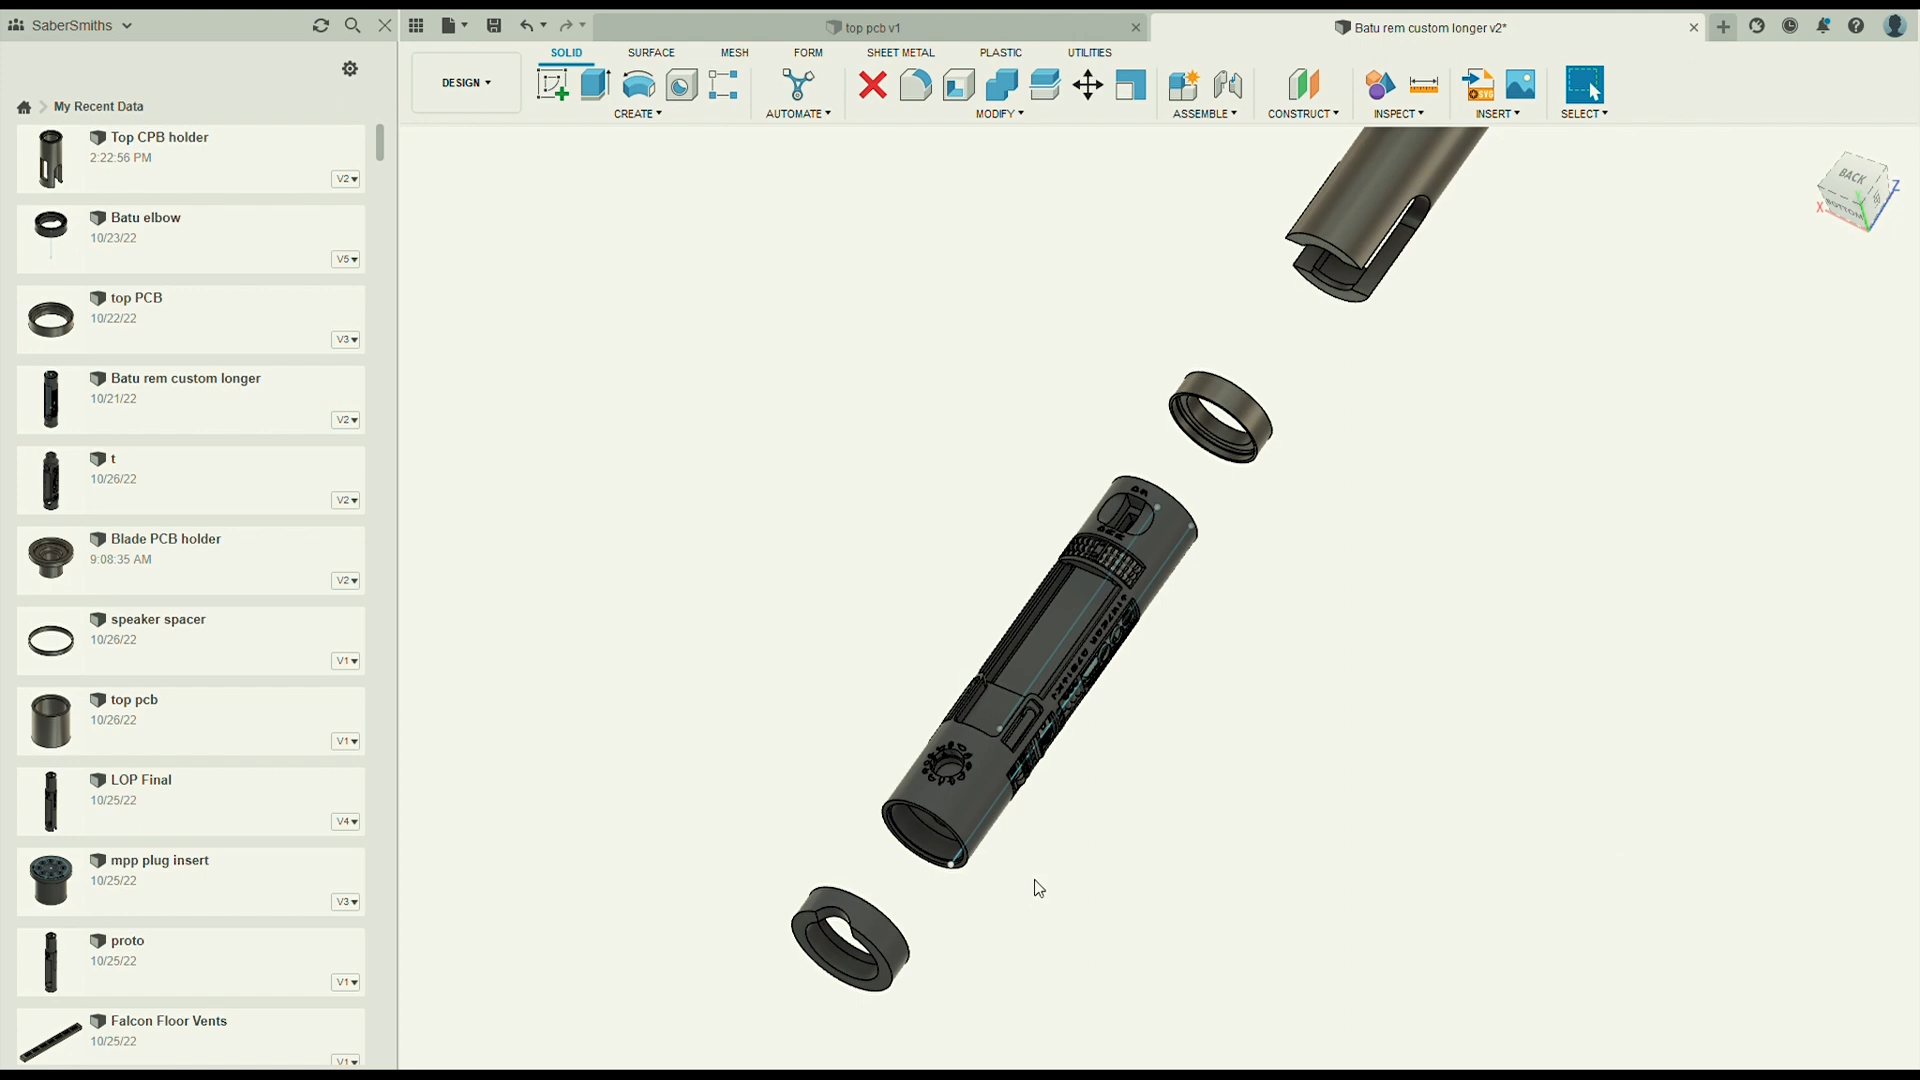 SaberSmiths
top pcb v1
Batu rem custom longer v2*
SOLID
SURFACE
MESH
FORM
SHEET METAL
PLASTIC
UTILITIES
DESIGN
CREATE
AUTOMATE
MODIFY
ASSEMBLE
CONSTRUCT
INSPECT
INSERT
SELECT
My Recent Data
Top CPB holder
2:22:56 PM
V2
Batu elbow
10/23/22
V5
top PCB
10/22/22
V3
Batu rem custom longer
10/21/22
V2
t
10/26/22
V2
Blade PCB holder
9:08:35 AM
V2
speaker spacer
10/26/22
V1
top pcb
10/26/22
V1
LOP Final
10/25/22
V4
mpp plug insert
10/25/22
V3
proto
10/25/22
V1
Falcon Floor Vents
10/25/22
V1
BACK
BOTTOM
X
Z
SVG